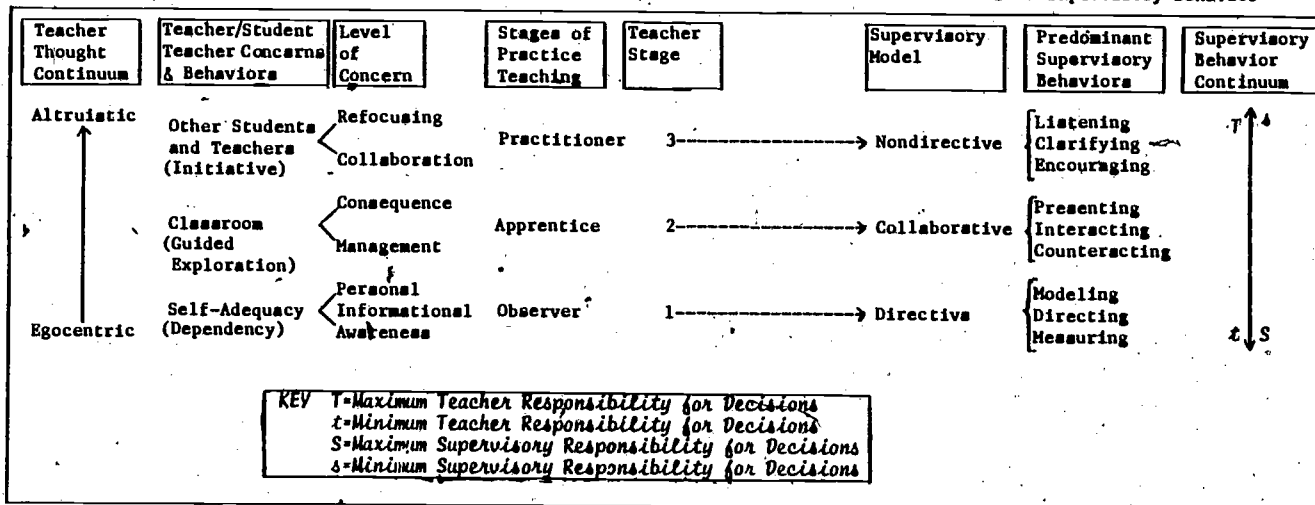 Supervisory Behavior
Teacher Thought Continuum
Teacher/Student Teacher Concerns & Behaviors
Level of Concern
Stages of Practice Teaching
Teacher Stage
Supervisory Model
Predominant Supervisory Behaviors
Supervisory Behavior Continuum
Altruistic
Other Students and Teachers (Initiative)
Refocusing
Collaboration
Practitioner
3
Nondirective
Listening
Clarifying
Encouraging
T s
Classroom (Guided Exploration)
Consequence
Management
Apprentice
2
Collaborative
Presenting
Interacting
Counteracting
Egocentric
Self-Adequacy (Dependency)
Personal
Informational
Awareness
Observer
1
Directive
Modeling
Directing
Measuring
t S
KEY T=Maximum Teacher Responsibility for Decisions
t=Minimum Teacher Responsibility for Decisions
S=Maximum Supervisory Responsibility for Decisions
s=Minimum Supervisory Responsibility for Decisions